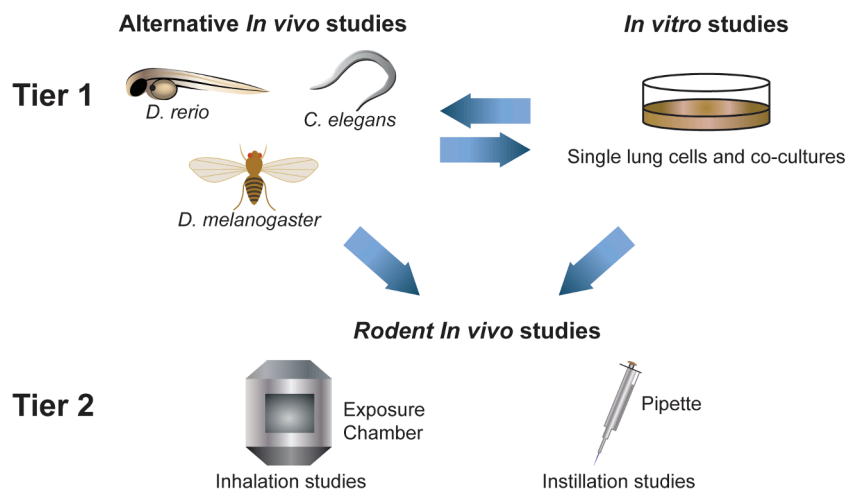 Alternative In vivo studies
In vitro studies
Tier 1
D. rerio
C. elegans
D. melanogaster
Single lung cells and co-cultures
Rodent In vivo studies
Tier 2
Exposure
Chamber
Pipette
Inhalation studies
Instillation studies